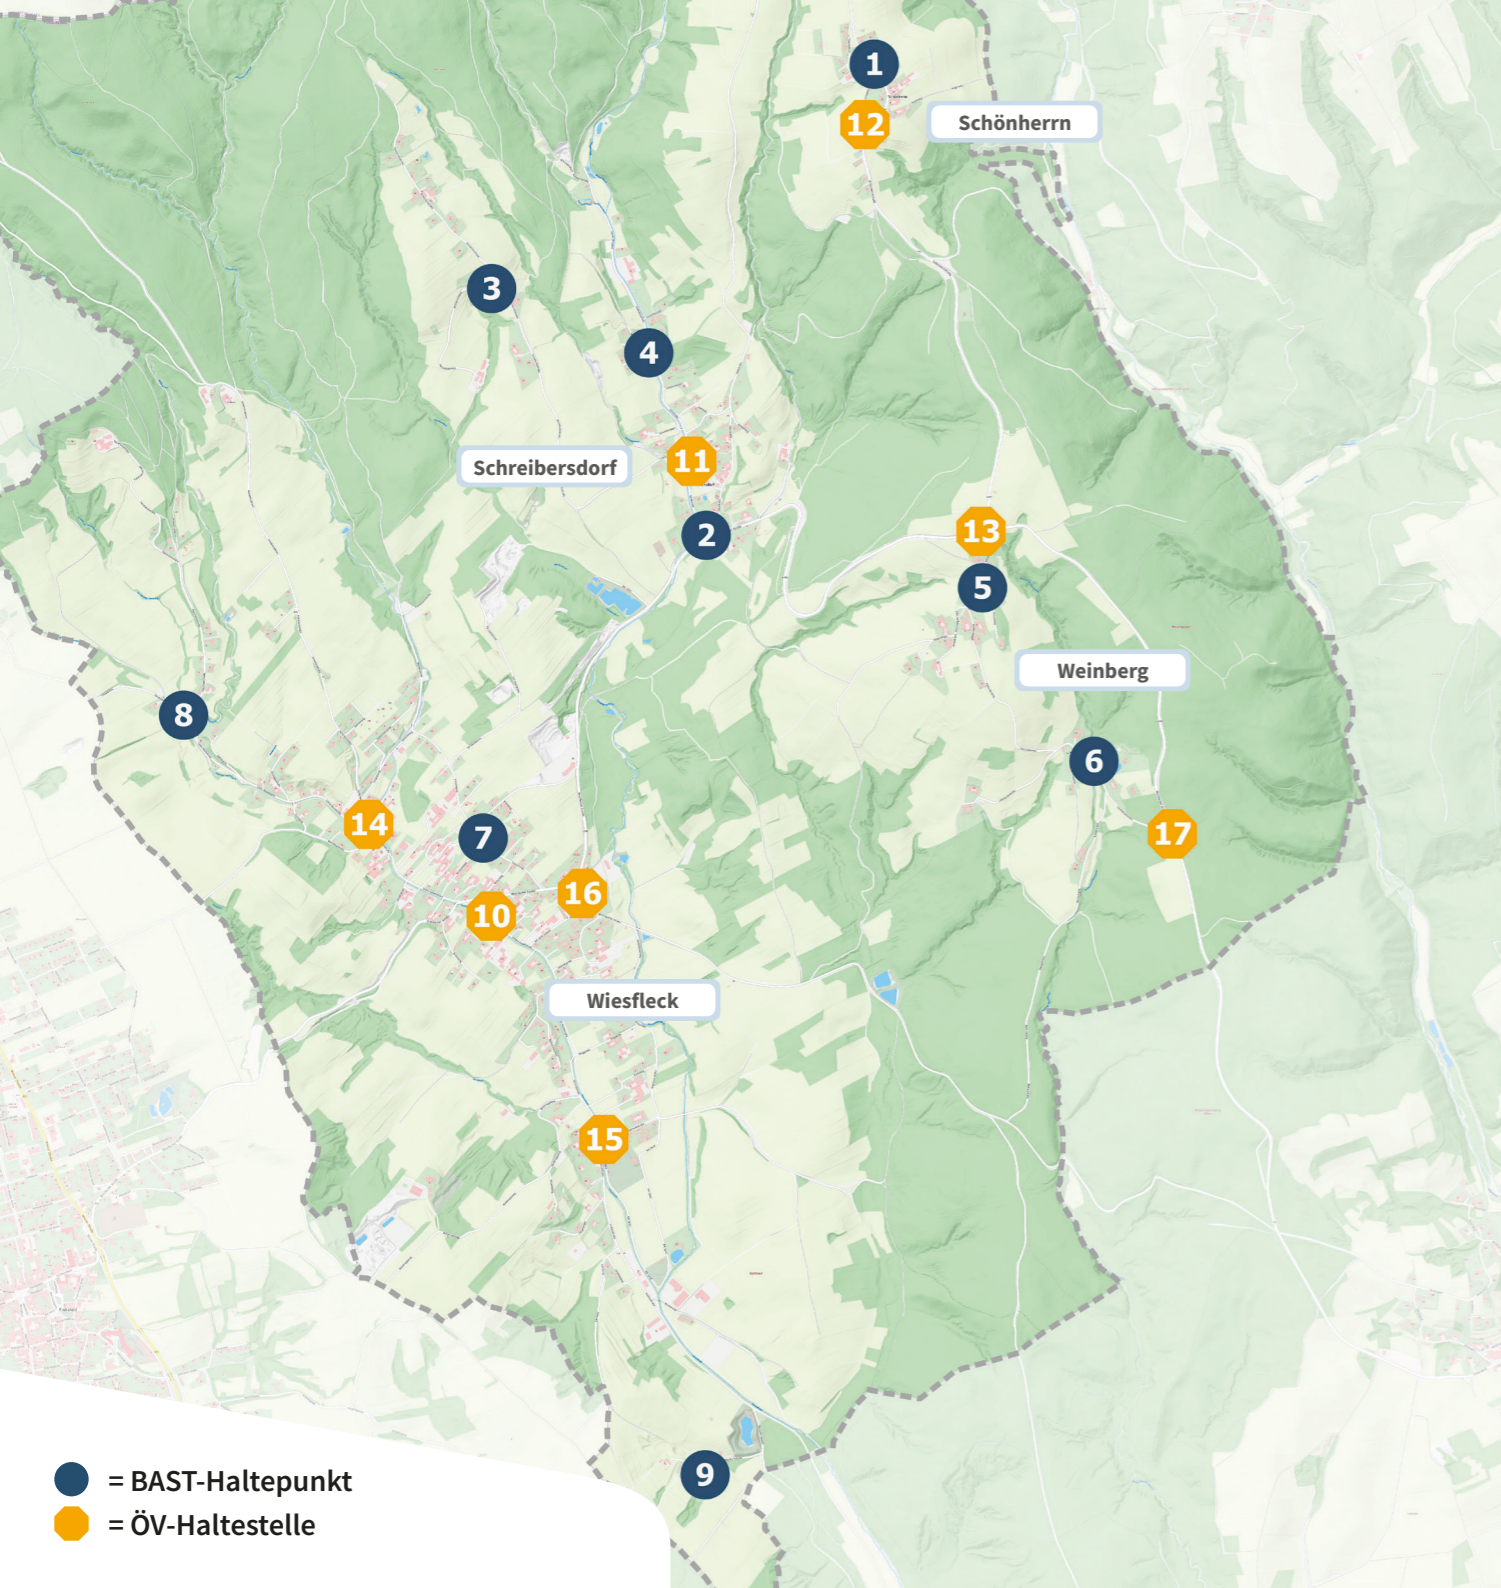 1
12
Schönherrn
3
4
Schreibersdorf
11
2
13
5
Weinberg
8
6
14
7
17
16
10
Wiesfleck
15
9
= BAST-Haltepunkt
= ÖV-Haltestelle